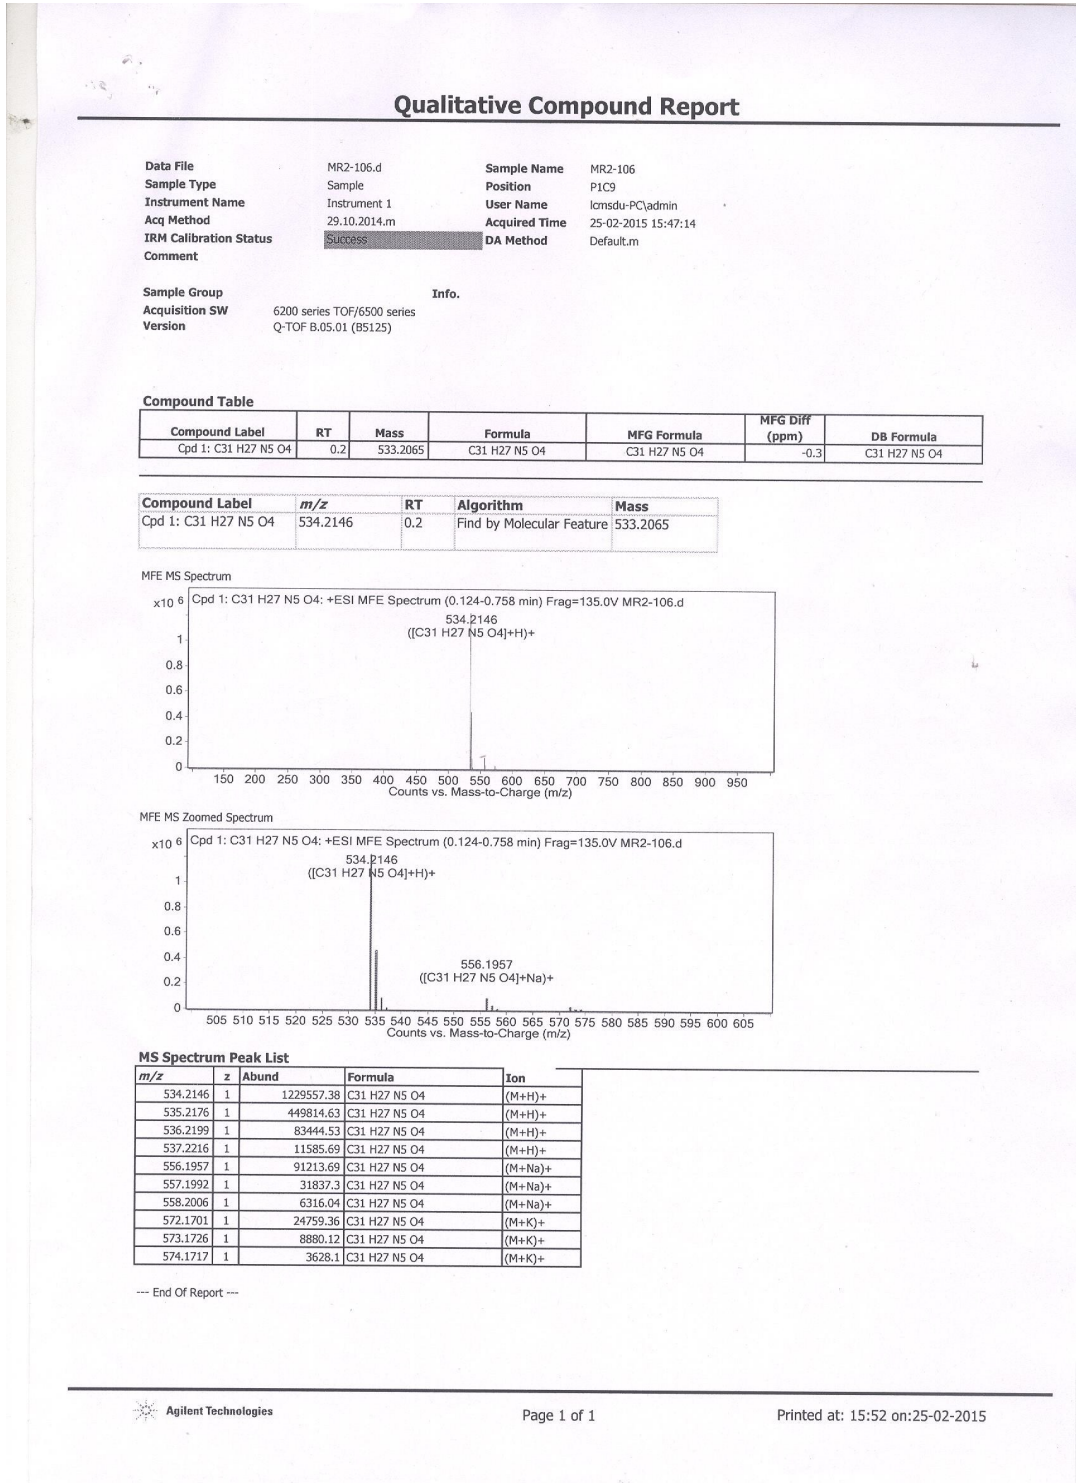 Qualitative Compound Report
Data File MR2-106.d Sample Name MR2-106
Sample Type Sample Position P1C9
Instrument Name Instrument 1 User Name lcmsdu-PC\admin
Acq Method 29.10.2014.m Acquired Time 25-02-2015 15:47:14
IRM Calibration Status Success DA Method Default.m
Comment
Sample Group Info.
Acquisition SW 6200 series TOF/6500 series
Version Q-TOF B.05.01 (B5125)
Compound Table
Compound Label RT Mass Formula MFG Formula MFG Diff (ppm) DB Formula
Cpd 1: C31 H27 N5 O4 0.2 533.2065 C31 H27 N5 O4 C31 H27 N5 O4 -0.3 C31 H27 N5 O4
Compound Label m/z RT Algorithm Mass
Cpd 1: C31 H27 N5 O4 534.2146 0.2 Find by Molecular Feature 533.2065
MFE MS Spectrum
x10 6 Cpd 1: C31 H27 N5 O4: +ESI MFE Spectrum (0.124-0.758 min) Frag=135.0V MR2-106.d
534.2146
([C31 H27 N5 O4]+H)+
1
0.8
0.6
0.4
0.2
0
150 200 250 300 350 400 450 500 550 600 650 700 750 800 850 900 950
Counts vs. Mass-to-Charge (m/z)
MFE MS Zoomed Spectrum
x10 6 Cpd 1: C31 H27 N5 O4: +ESI MFE Spectrum (0.124-0.758 min) Frag=135.0V MR2-106.d
534.2146
([C31 H27 N5 O4]+H)+
1
0.8
0.6
0.4
556.1957
([C31 H27 N5 O4]+Na)+
0.2
0
505 510 515 520 525 530 535 540 545 550 555 560 565 570 575 580 585 590 595 600 605
Counts vs. Mass-to-Charge (m/z)
MS Spectrum Peak List
m/z z Abund Formula Ion
534.2146 1 1229557.38 C31 H27 N5 O4 (M+H)+
535.2176 1 449814.63 C31 H27 N5 O4 (M+H)+
536.2199 1 83444.53 C31 H27 N5 O4 (M+H)+
537.2216 1 11585.69 C31 H27 N5 O4 (M+H)+
556.1957 1 91213.69 C31 H27 N5 O4 (M+Na)+
557.1992 1 31837.3 C31 H27 N5 O4 (M+Na)+
558.2006 1 6316.04 C31 H27 N5 O4 (M+Na)+
572.1701 1 24759.36 C31 H27 N5 O4 (M+K)+
573.1726 1 8880.12 C31 H27 N5 O4 (M+K)+
574.1717 1 3628.1 C31 H27 N5 O4 (M+K)+
--- End Of Report ---
Agilent Technologies Page 1 of 1 Printed at: 15:52 on:25-02-2015